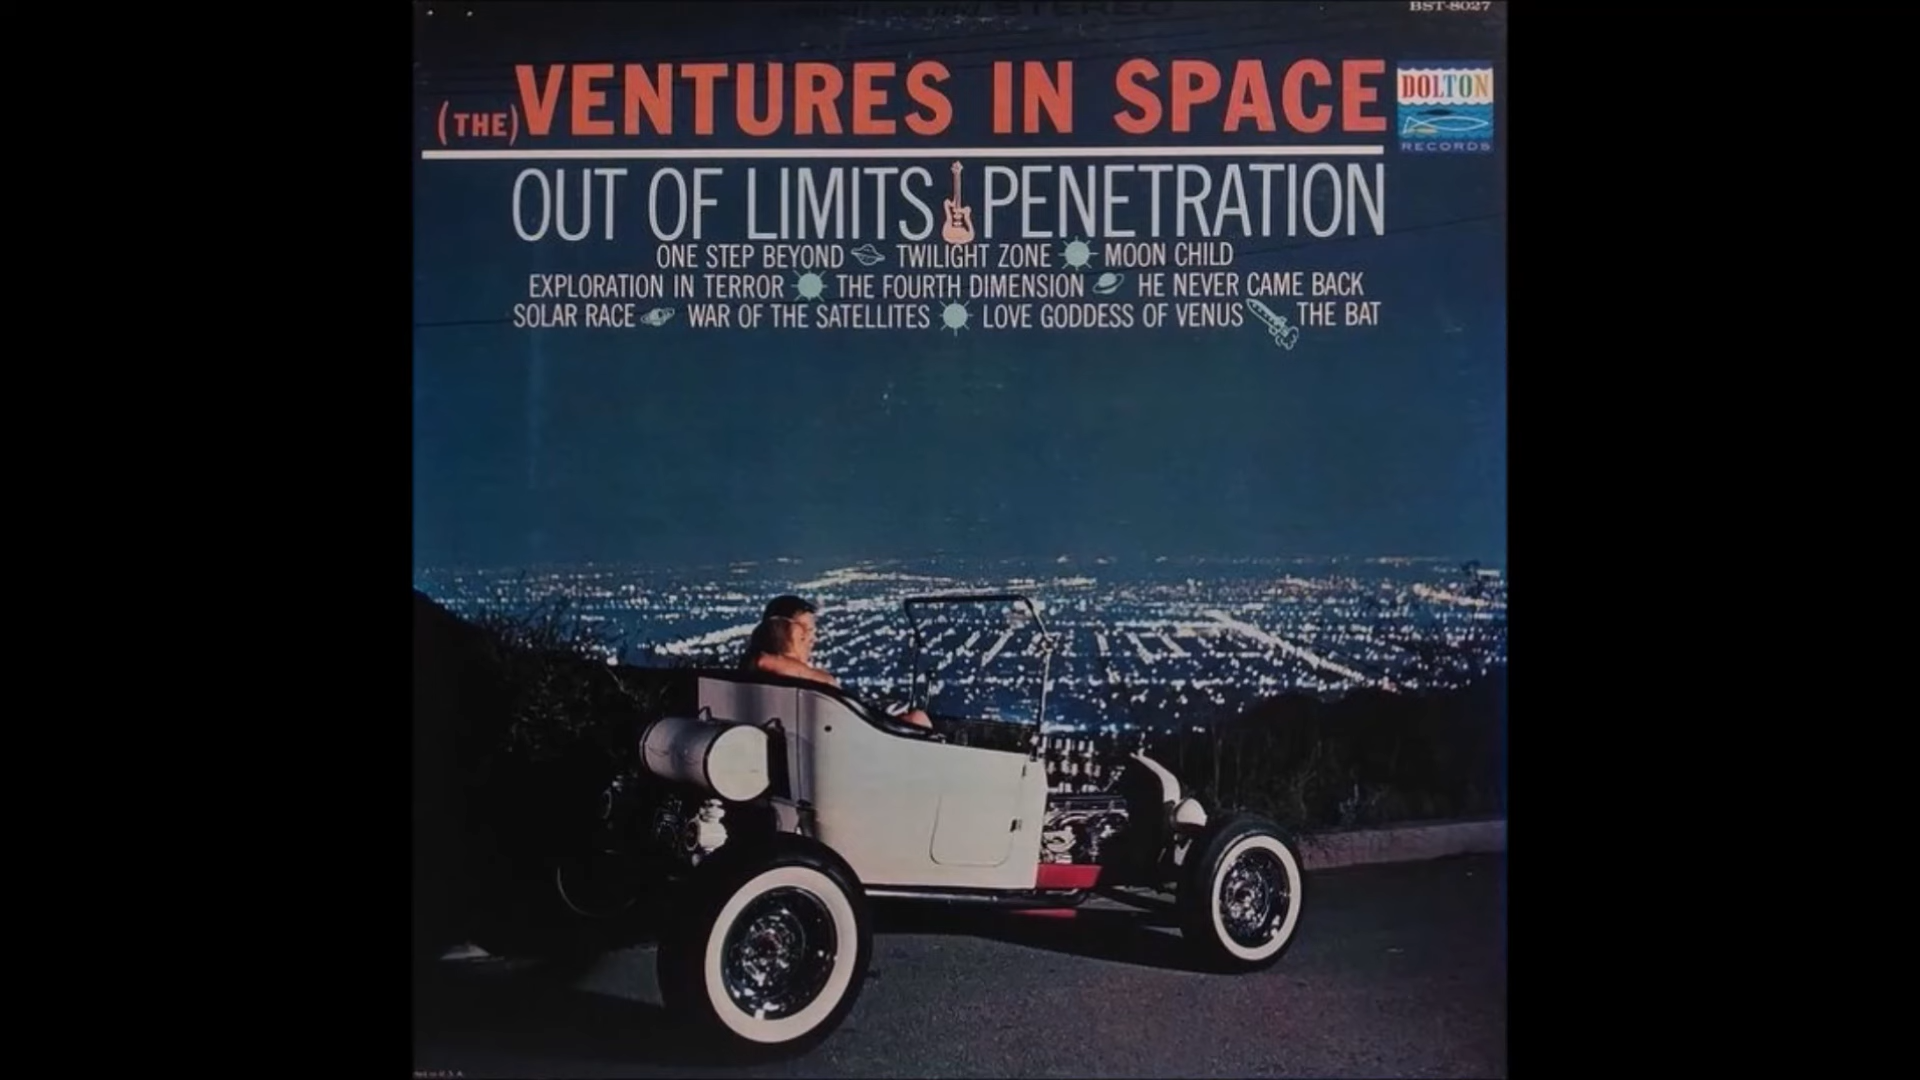 STEREO
BST-8027
(THE) VENTURES IN SPACE
DOLTON
RECORDS
OUT OF LIMITS PENETRATION
ONE STEP BEYOND TWILIGHT ZONE MOON CHILD
EXPLORATION IN TERROR THE FOURTH DIMENSION HE NEVER CAME BACK
SOLAR RACE WAR OF THE SATELLITES LOVE GODDESS OF VENUS THE BAT
U.S.A.